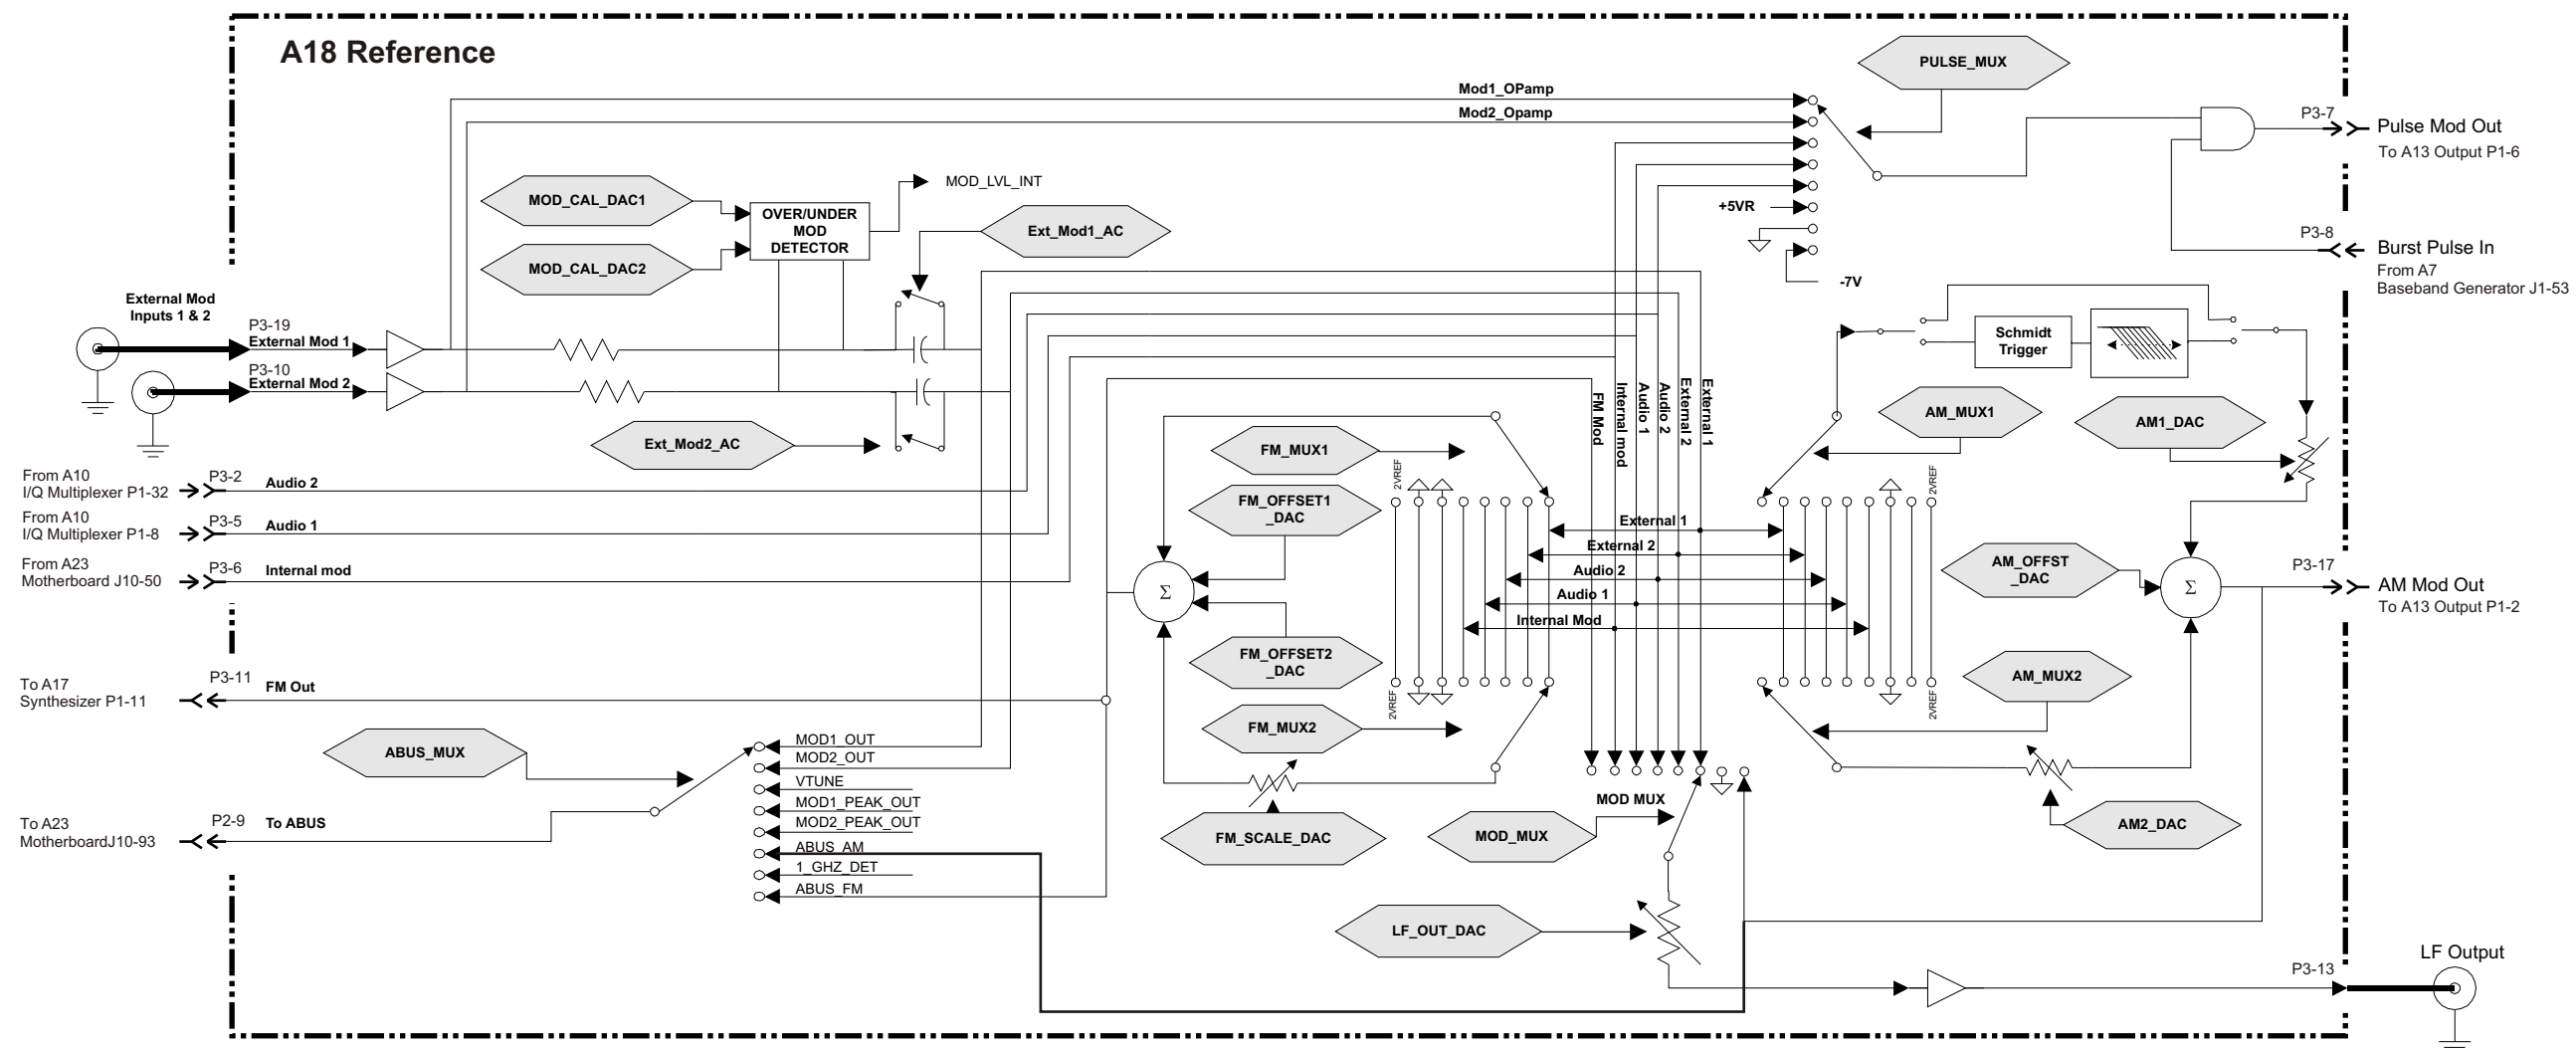 A18 Reference
PULSE_MUX
Mod1_OPamp
Mod2_Opamp
P3-7
Pulse Mod Out
To A13 Output P1-6
MOD_CAL_DAC1
MOD_LVL_INT
OVER/UNDER
MOD
DETECTOR
Ext_Mod1_AC
MOD_CAL_DAC2
+5VR
-7V
P3-8
Burst Pulse In
From A7
Baseband Generator J1-53
External Mod
Inputs 1 & 2
P3-19
External Mod 1
P3-10
External Mod 2
Schmidt
Trigger
Ext_Mod2_AC
FM Mod
Internal mod
Audio 1
Audio 2
External 2
External 1
FM_MUX1
AM_MUX1
AM1_DAC
From A10
I/Q Multiplexer P1-32
P3-2
Audio 2
2VREF
2VREF
FM_OFFSET1
_DAC
From A10
I/Q Multiplexer P1-8
P3-5
Audio 1
External 1
External 2
Audio 2
Audio 1
Internal Mod
From A23
Motherboard J10-50
P3-6
Internal mod
Σ
AM_OFFST
_DAC
Σ
P3-17
AM Mod Out
To A13 Output P1-2
FM_OFFSET2
_DAC
AM_MUX2
2VREF
2VREF
To A17
Synthesizer P1-11
P3-11
FM Out
FM_MUX2
ABUS_MUX
MOD1_OUT
MOD2_OUT
VTUNE
MOD1_PEAK_OUT
MOD2_PEAK_OUT
ABUS_AM
1_GHZ_DET
ABUS_FM
To A23
MotherboardJ10-93
P2-9
To ABUS
FM_SCALE_DAC
MOD MUX
MOD_MUX
AM2_DAC
LF_OUT_DAC
P3-13
LF Output